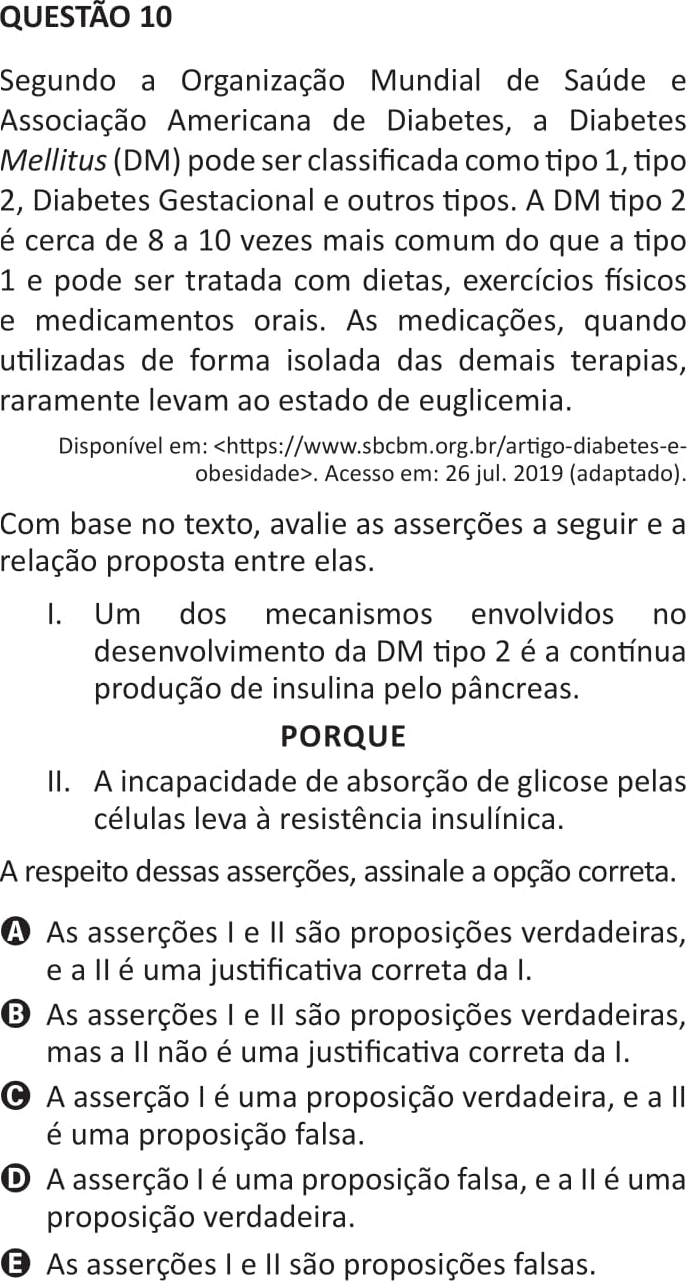 QUESTÃO 10
Segundo a Organização Mundial de Saúde e
Associação Americana de Diabetes, a Diabetes
Mellitus (DM) pode ser classificada como tipo 1, tipo
2, Diabetes Gestacional e outros tipos. A DM tipo 2
é cerca de 8 a 10 vezes mais comum do que a tipo
1 e pode ser tratada com dietas, exercícios físicos
e medicamentos orais. As medicações, quando
utilizadas de forma isolada das demais terapias,
raramente levam ao estado de euglicemia.
Disponível em: <https://www.sbcbm.org.br/artigo-diabetes-e-
obesidade>. Acesso em: 26 jul. 2019 (adaptado).
Com base no texto, avalie as asserções a seguir e a
relação proposta entre elas.
I. Um dos mecanismos envolvidos no
desenvolvimento da DM tipo 2 é a contínua
produção de insulina pelo pâncreas.
PORQUE
II. A incapacidade de absorção de glicose pelas
células leva à resistência insulínica.
A respeito dessas asserções, assinale a opção correta.
A As asserções I e II são proposições verdadeiras,
e a II é uma justificativa correta da I.
B As asserções I e II são proposições verdadeiras,
mas a II não é uma justificativa correta da I.
C A asserção I é uma proposição verdadeira, e a II
é uma proposição falsa.
D A asserção I é uma proposição falsa, e a II é uma
proposição verdadeira.
E As asserções I e II são proposições falsas.